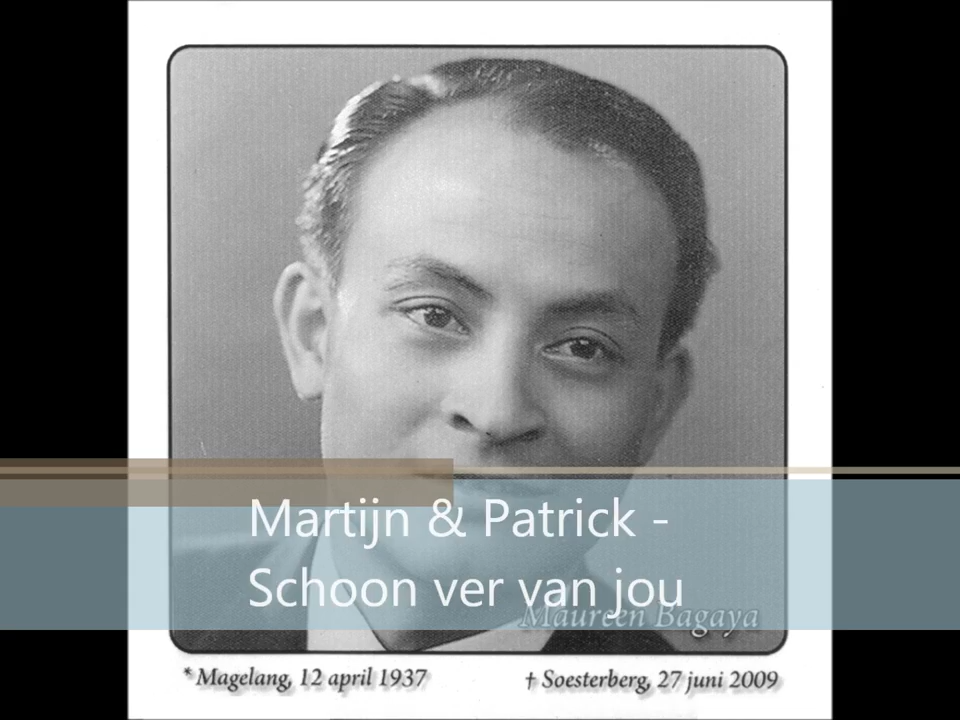 Martijn & Patrick -
Schoon ver van jou
Maureen Bagaya
* Magelang, 12 april 1937
† Soesterberg, 27 juni 2009